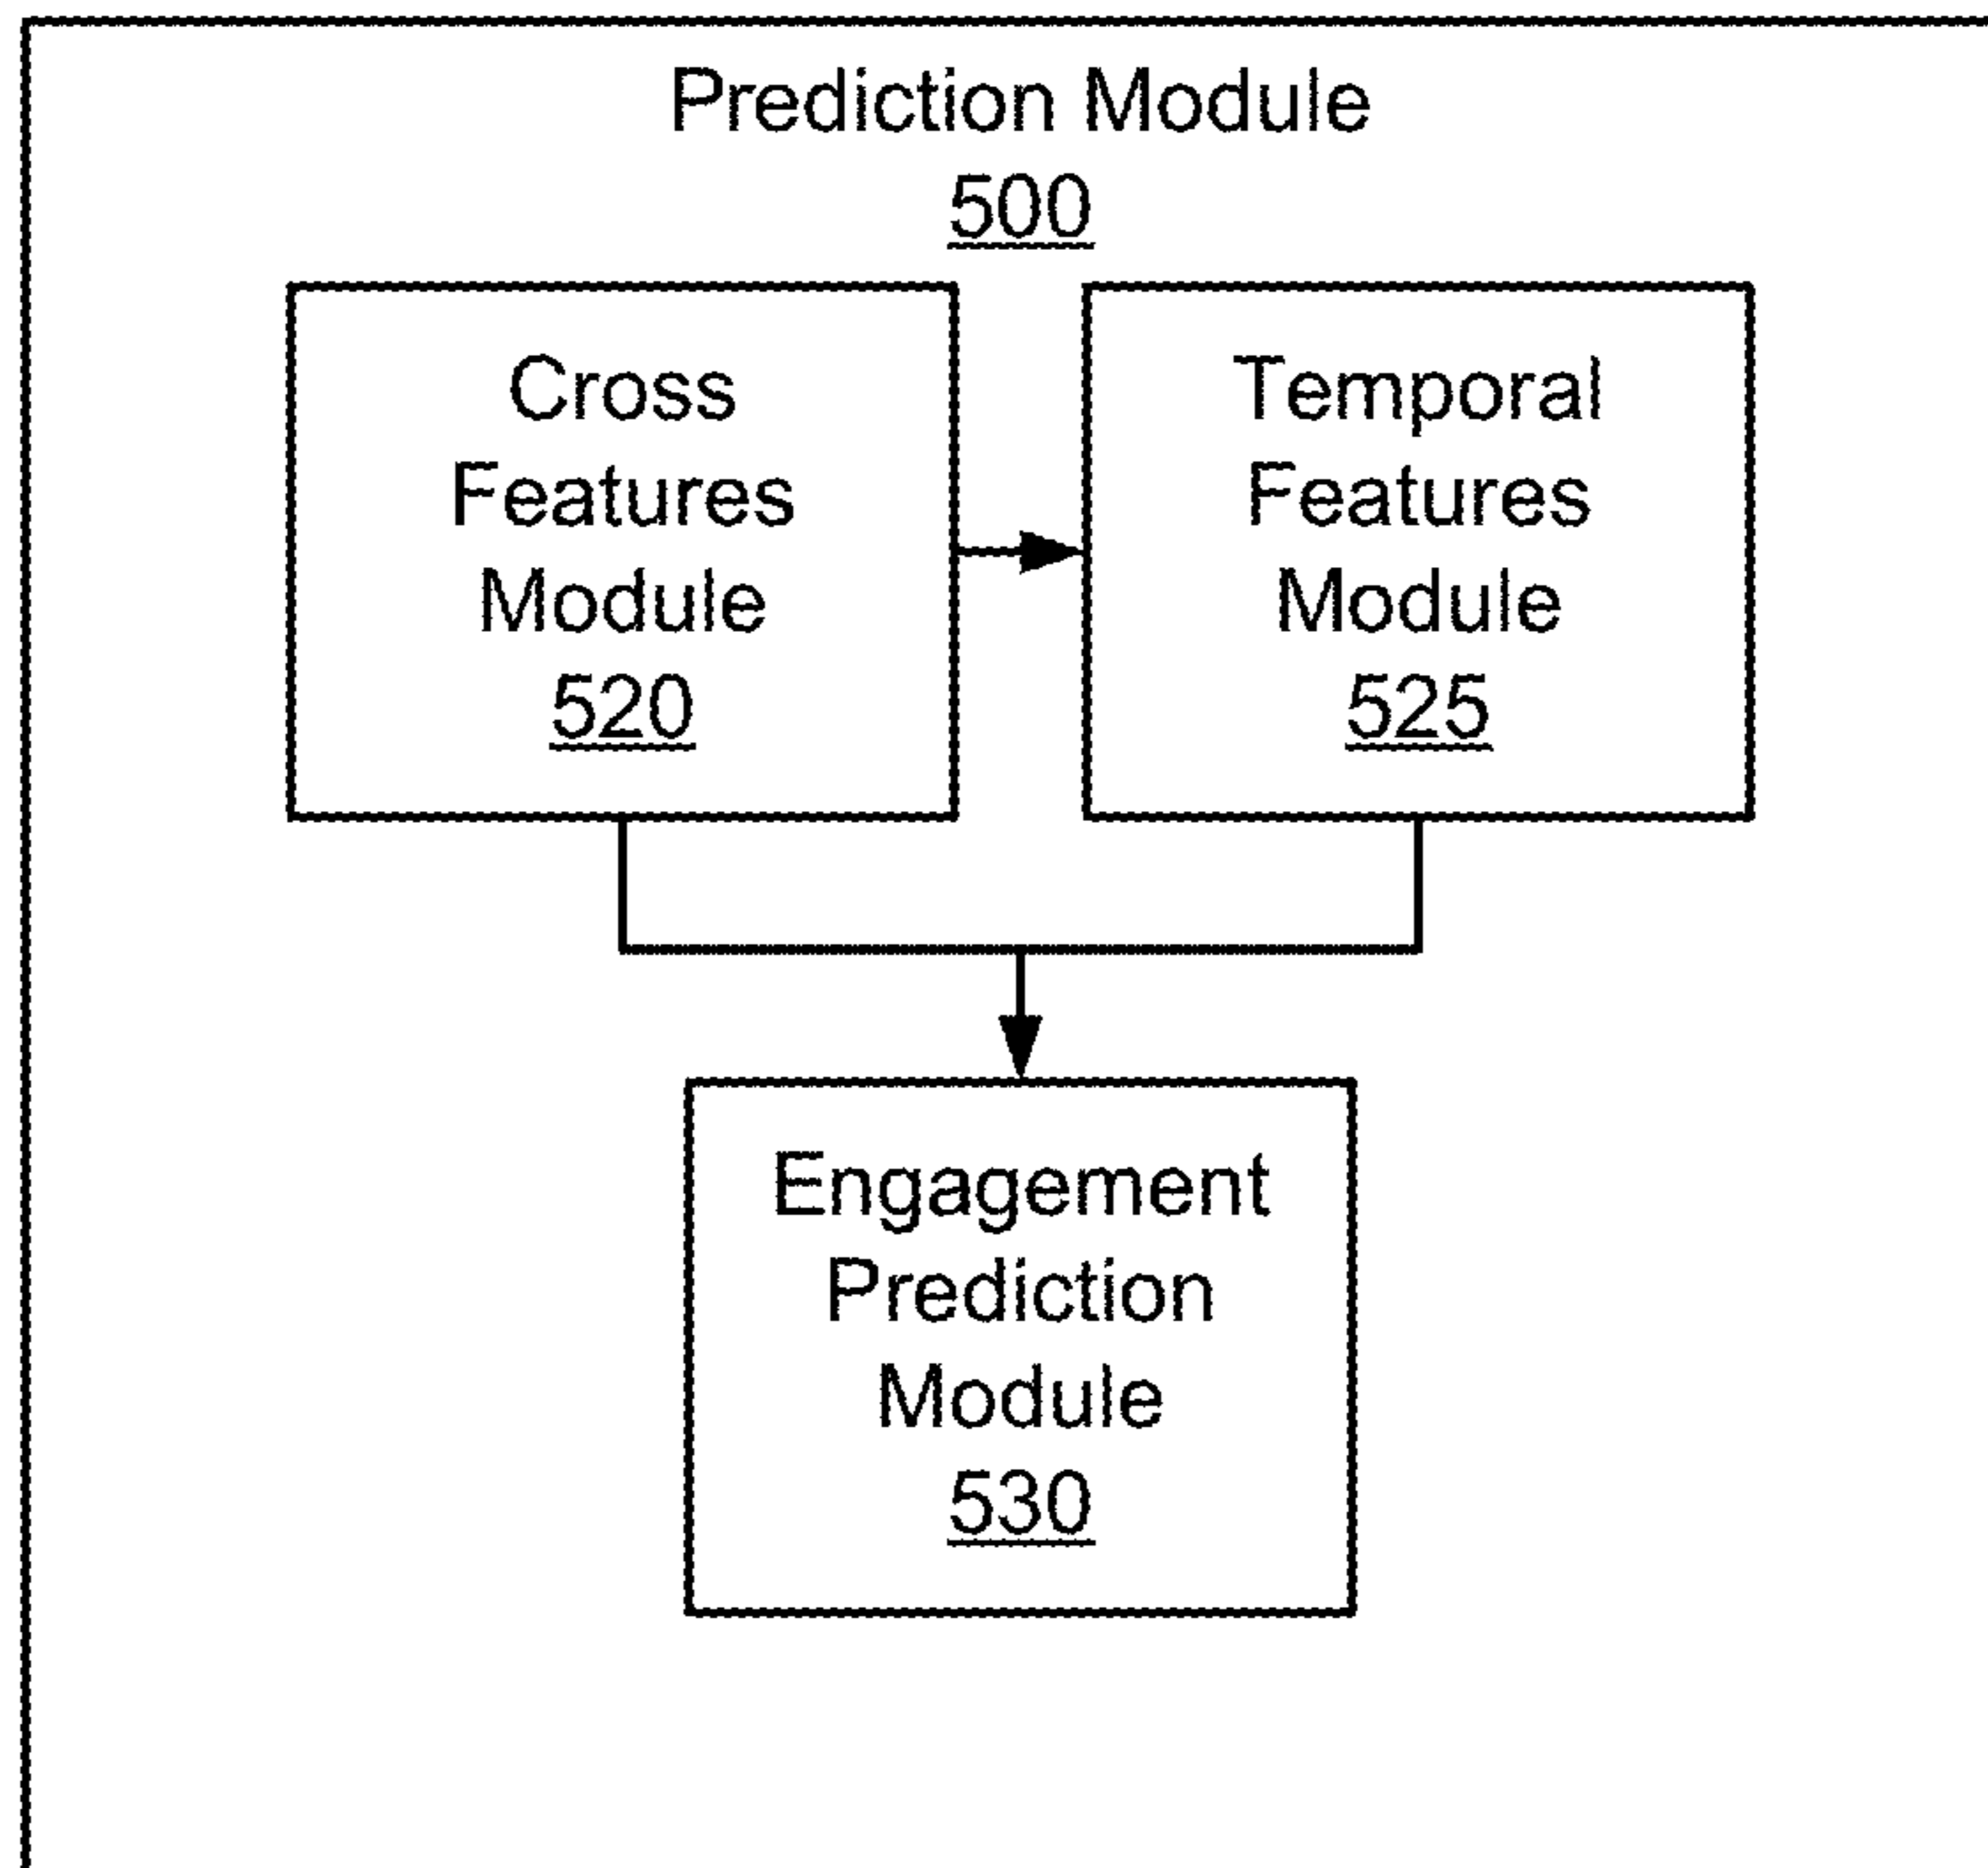 Prediction Module
500
Cross
Features
Module
520
Temporal
Features
Module
525
Engagement
Prediction
Module
530